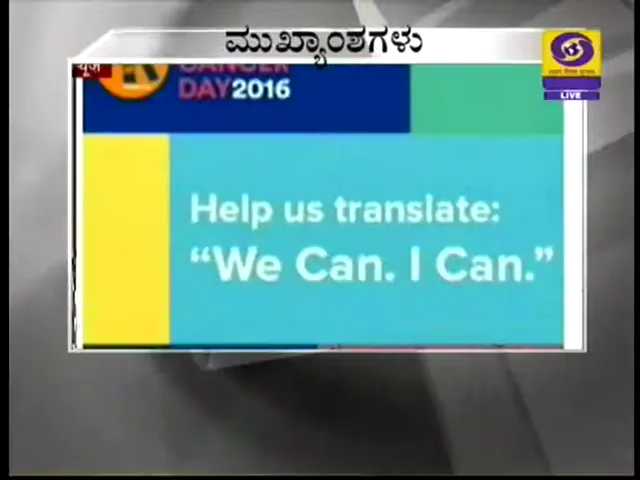 ಮುಖ್ಯಾಂಶಗಳು
न्यूज़
CANCER
DAY2016
LIVE
Help us translate:
“We Can. I Can.”